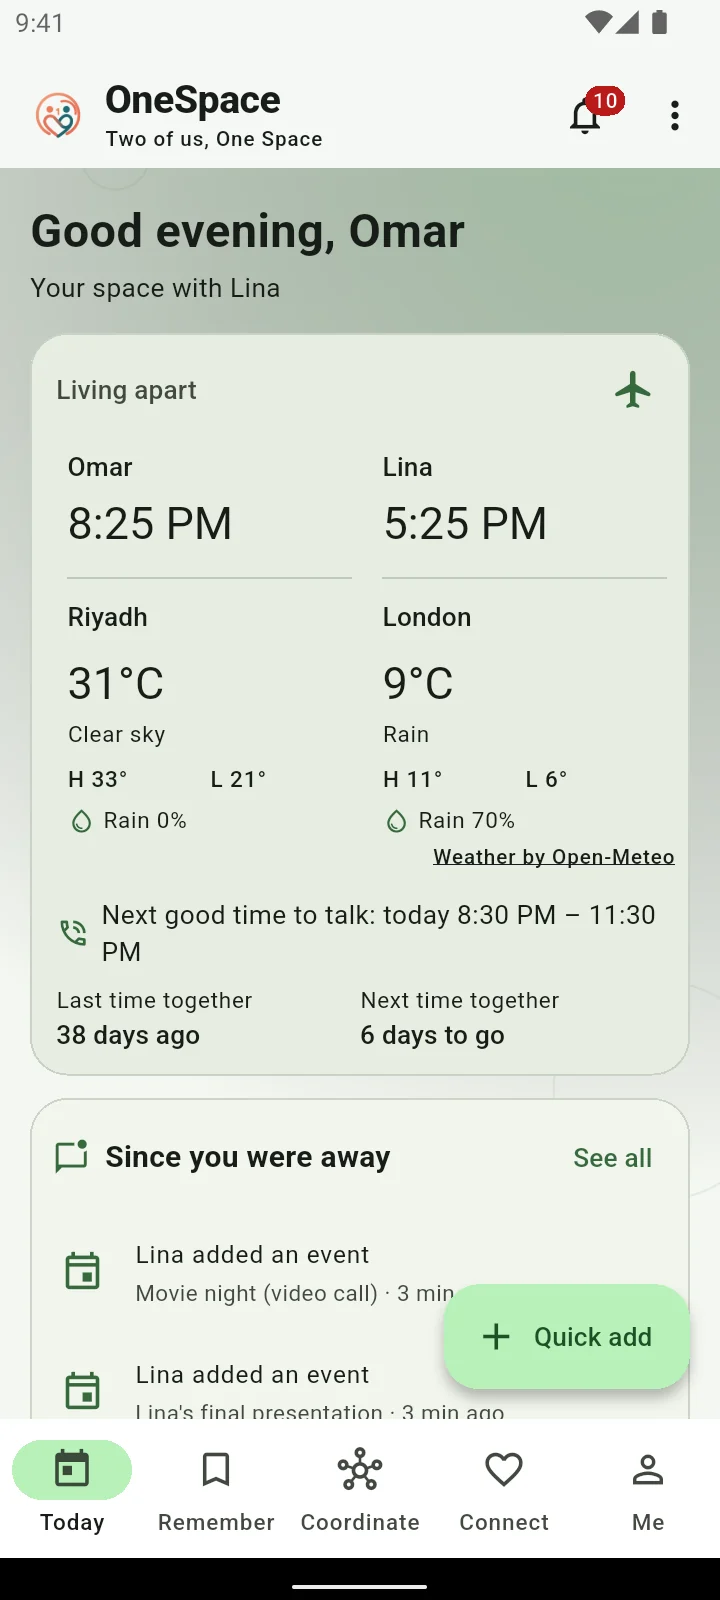 9:41
10
OneSpace
Two of us, One Space
Good evening, Omar
Your space with Lina
Living apart
Omar
8:25 PM
Lina
5:25 PM
Riyadh
31°C
Clear sky
H 33° L 21°
Rain 0%
London
9°C
Rain
H 11° L 6°
Rain 70%
Weather by Open-Meteo
Next good time to talk: today 8:30 PM – 11:30
PM
Last time together
38 days ago
Next time together
6 days to go
Since you were away
See all
Lina added an event
Movie night (video call) · 3 min
Lina added an event
Lina's final presentation · 3 min ago
Quick add
Today
Remember
Coordinate
Connect
Me